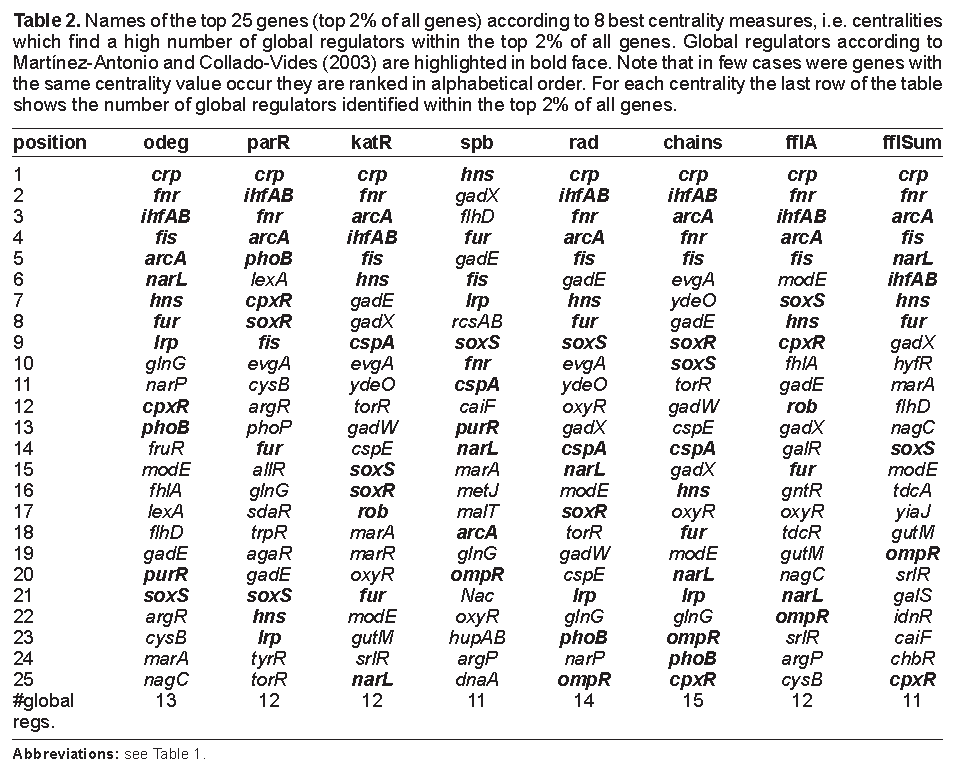 Table 2. Names of the top 25 genes (top 2% of all genes) according to 8 best centrality measures, i.e. centralities
which find a high number of global regulators within the top 2% of all genes. Global regulators according to
Martínez-Antonio and Collado-Vides (2003) are highlighted in bold face. Note that in few cases were genes with
the same centrality value occur they are ranked in alphabetical order. For each centrality the last row of the table
shows the number of global regulators identified within the top 2% of all genes.
position odeg parR katR spb rad chains fflA fflSum
1 crp crp crp hns crp crp crp crp
2 fnr ihfAB fnr gadX ihfAB ihfAB fnr fnr
3 ihfAB fnr arcA flhD fnr arcA ihfAB arcA
4 fis arcA ihfAB fur arcA fnr arcA fis
5 arcA phoB fis gadE fis fis fis narL
6 narL lexA hns fis gadE evgA modE ihfAB
7 hns cpxR gadE lrp hns ydeO soxS hns
8 fur soxR gadX rcsAB fur gadE hns fur
9 lrp fis cspA soxS soxS soxR cpxR gadX
10 glnG evgA evgA fnr evgA soxS fhlA hyfR
11 narP cysB ydeO cspA ydeO torR gadE marA
12 cpxR argR torR caiF oxyR gadW rob flhD
13 phoB phoP gadW purR gadX cspE gadX nagC
14 fruR fur cspE narL cspA cspA galR soxS
15 modE allR soxS marA narL gadX fur modE
16 fhlA glnG soxR metJ modE hns gntR tdcA
17 lexA sdaR rob malT soxR oxyR oxyR yiaJ
18 flhD trpR marA arcA torR fur tdcR gutM
19 gadE agaR marR glnG gadW modE gutM ompR
20 purR gadE oxyR ompR cspE narL nagC srlR
21 soxS soxS fur Nac lrp lrp narL galS
22 argR hns modE oxyR glnG glnG ompR idnR
23 cysB lrp gutM hupAB phoB ompR srlR caiF
24 marA tyrR srlR argP narP phoB argP chbR
25 nagC torR narL dnaA ompR cpxR cysB cpxR
#global 13 12 12 11 14 15 12 11
regs.
Abbreviations: see Table 1.